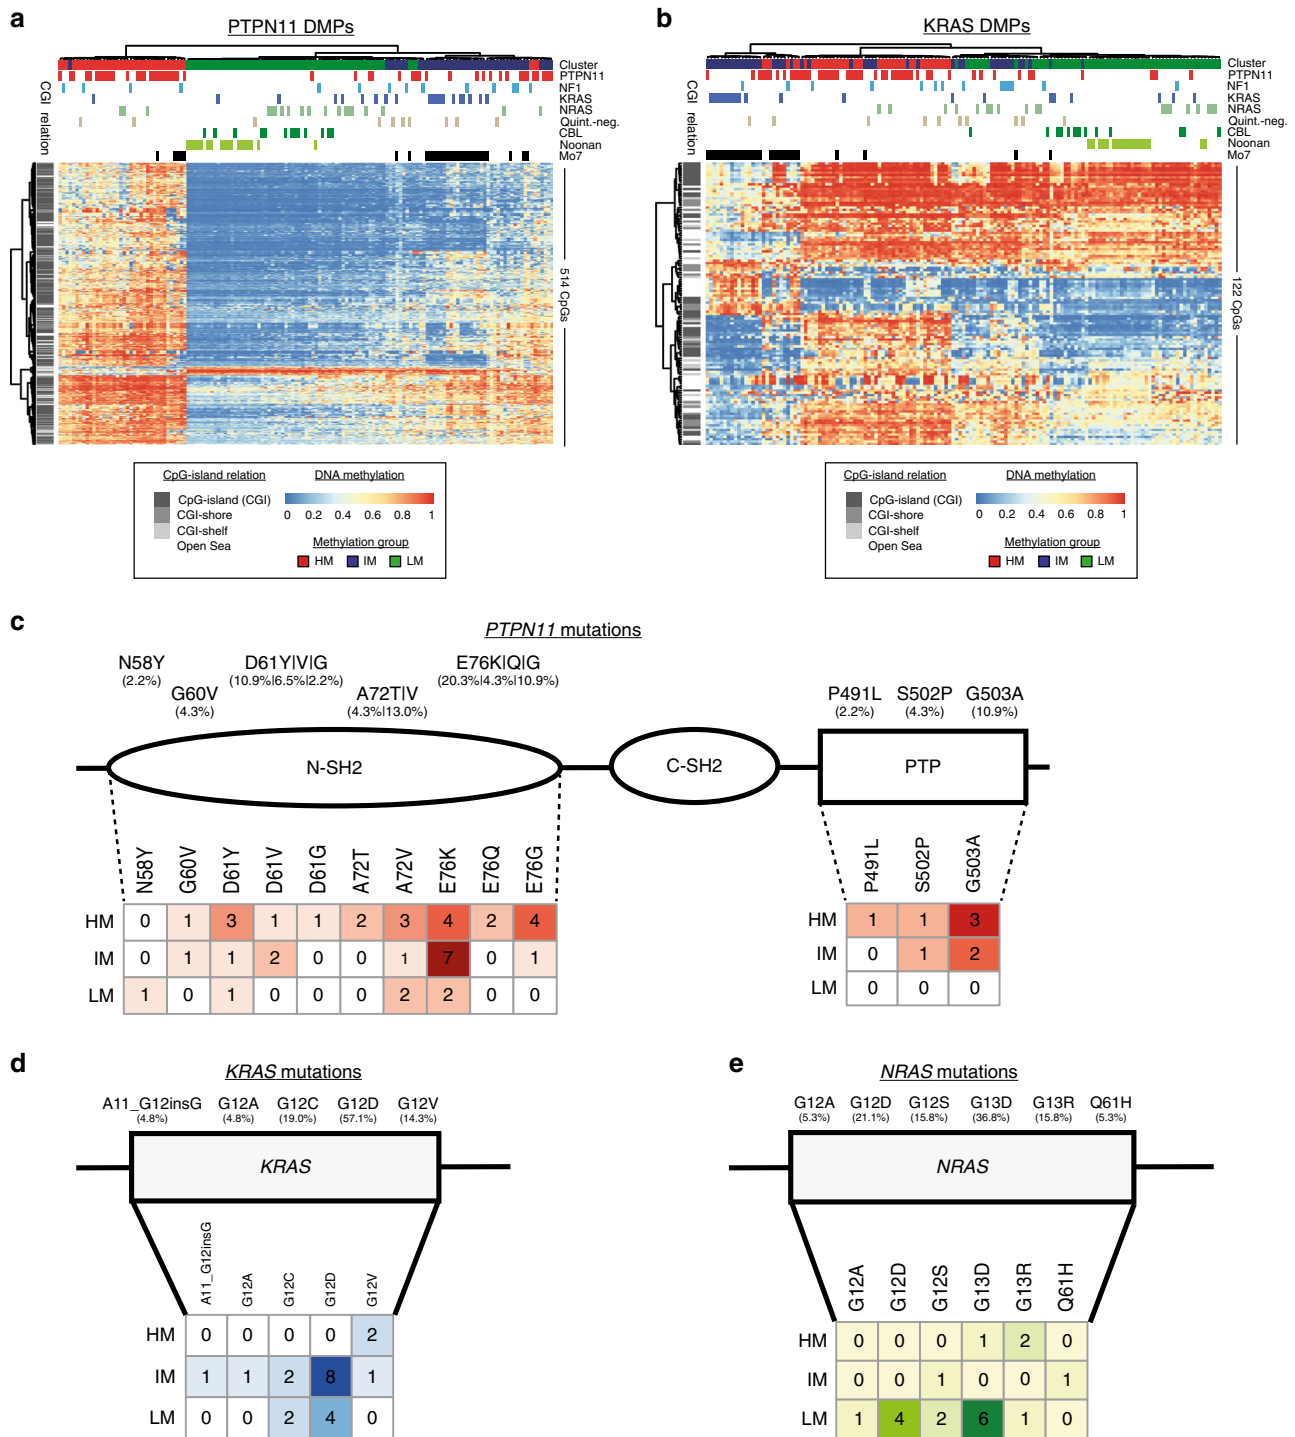 a
PTPN11 DMPs
Cluster
PTPN11
NF1
KRAS
NRAS
Quint.-neg.
CBL
Noonan
Mo7
CGI relation
514 CpGs
CpG-island relation
CpG-island (CGI)
CGI-shore
CGI-shelf
Open Sea
DNA methylation
0 0.2 0.4 0.6 0.8 1
Methylation group
HM IM LM
b
KRAS DMPs
Cluster
PTPN11
NF1
KRAS
NRAS
Quint.-neg.
CBL
Noonan
Mo7
CGI relation
122 CpGs
CpG-island relation
CpG-island (CGI)
CGI-shore
CGI-shelf
Open Sea
DNA methylation
0 0.2 0.4 0.6 0.8 1
Methylation group
HM IM LM
c
PTPN11 mutations
N58Y D61Y|V|G E76K|Q|G
(2.2%) (10.9%|6.5%|2.2%) (20.3%|4.3%|10.9%)
G60V A72T|V
(4.3%) (4.3%|13.0%)
P491L S502P G503A
(2.2%) (4.3%) (10.9%)
N-SH2 C-SH2 PTP
N58Y G60V D61Y D61V D61G A72T A72V E76K E76Q E76G
HM 0 1 3 1 1 2 3 4 2 4
IM 0 1 1 2 0 0 1 7 0 1
LM 1 0 1 0 0 0 2 2 0 0
P491L S502P G503A
HM 1 1 3
IM 0 1 2
LM 0 0 0
d
KRAS mutations
A11_G12insG G12A G12C G12D G12V
(4.8%) (4.8%) (19.0%) (57.1%) (14.3%)
KRAS
A11_G12insG G12A G12C G12D G12V
HM 0 0 0 0 2
IM 1 1 2 8 1
LM 0 0 2 4 0
e
NRAS mutations
G12A G12D G12S G13D G13R Q61H
(5.3%) (21.1%) (15.8%) (36.8%) (15.8%) (5.3%)
NRAS
G12A G12D G12S G13D G13R Q61H
HM 0 0 0 1 2 0
IM 0 0 1 0 0 1
LM 1 4 2 6 1 0